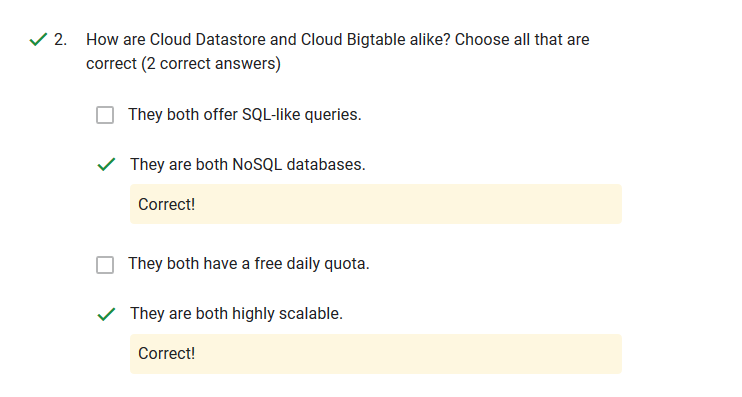 2. How are Cloud Datastore and Cloud Bigtable alike? Choose all that are
correct (2 correct answers)
They both offer SQL-like queries.
They are both NoSQL databases.
Correct!
They both have a free daily quota.
They are both highly scalable.
Correct!